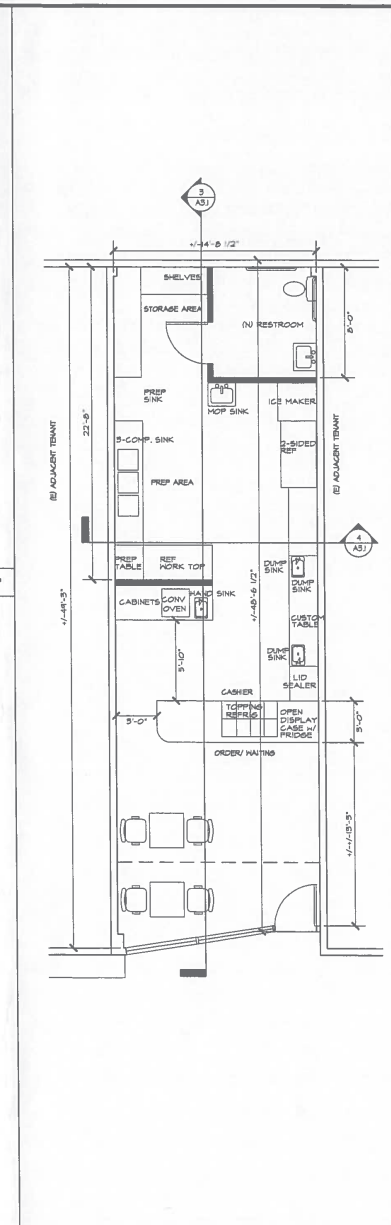 3
A3.1
+/-14'-8 1/2"
SHELVES
STORAGE AREA
(N) RESTROOM
8'-0"
PREP
SINK
MOP SINK
ICE MAKER
22'-8"
3-COMP. SINK
2-SIDED
REF
PREP AREA
(E) ADJACENT TENANT
(E) ADJACENT TENANT
4
A3.1
+/-49'-3"
PREP
TABLE
REF
WORK TOP
DUMP
SINK
DUMP
SINK
HAND SINK
CABINETS
CONV
OVEN
+/-48'-6 1/2"
CUSTOM
TABLE
DUMP
SINK
5'-10"
LID
SEALER
CASHIER
TOPPING
REFRIG
OPEN
DISPLAY
CASE W/
FRIDGE
3'-0"
3'-0"
ORDER/ WAITING
+/-+/-13'-3"